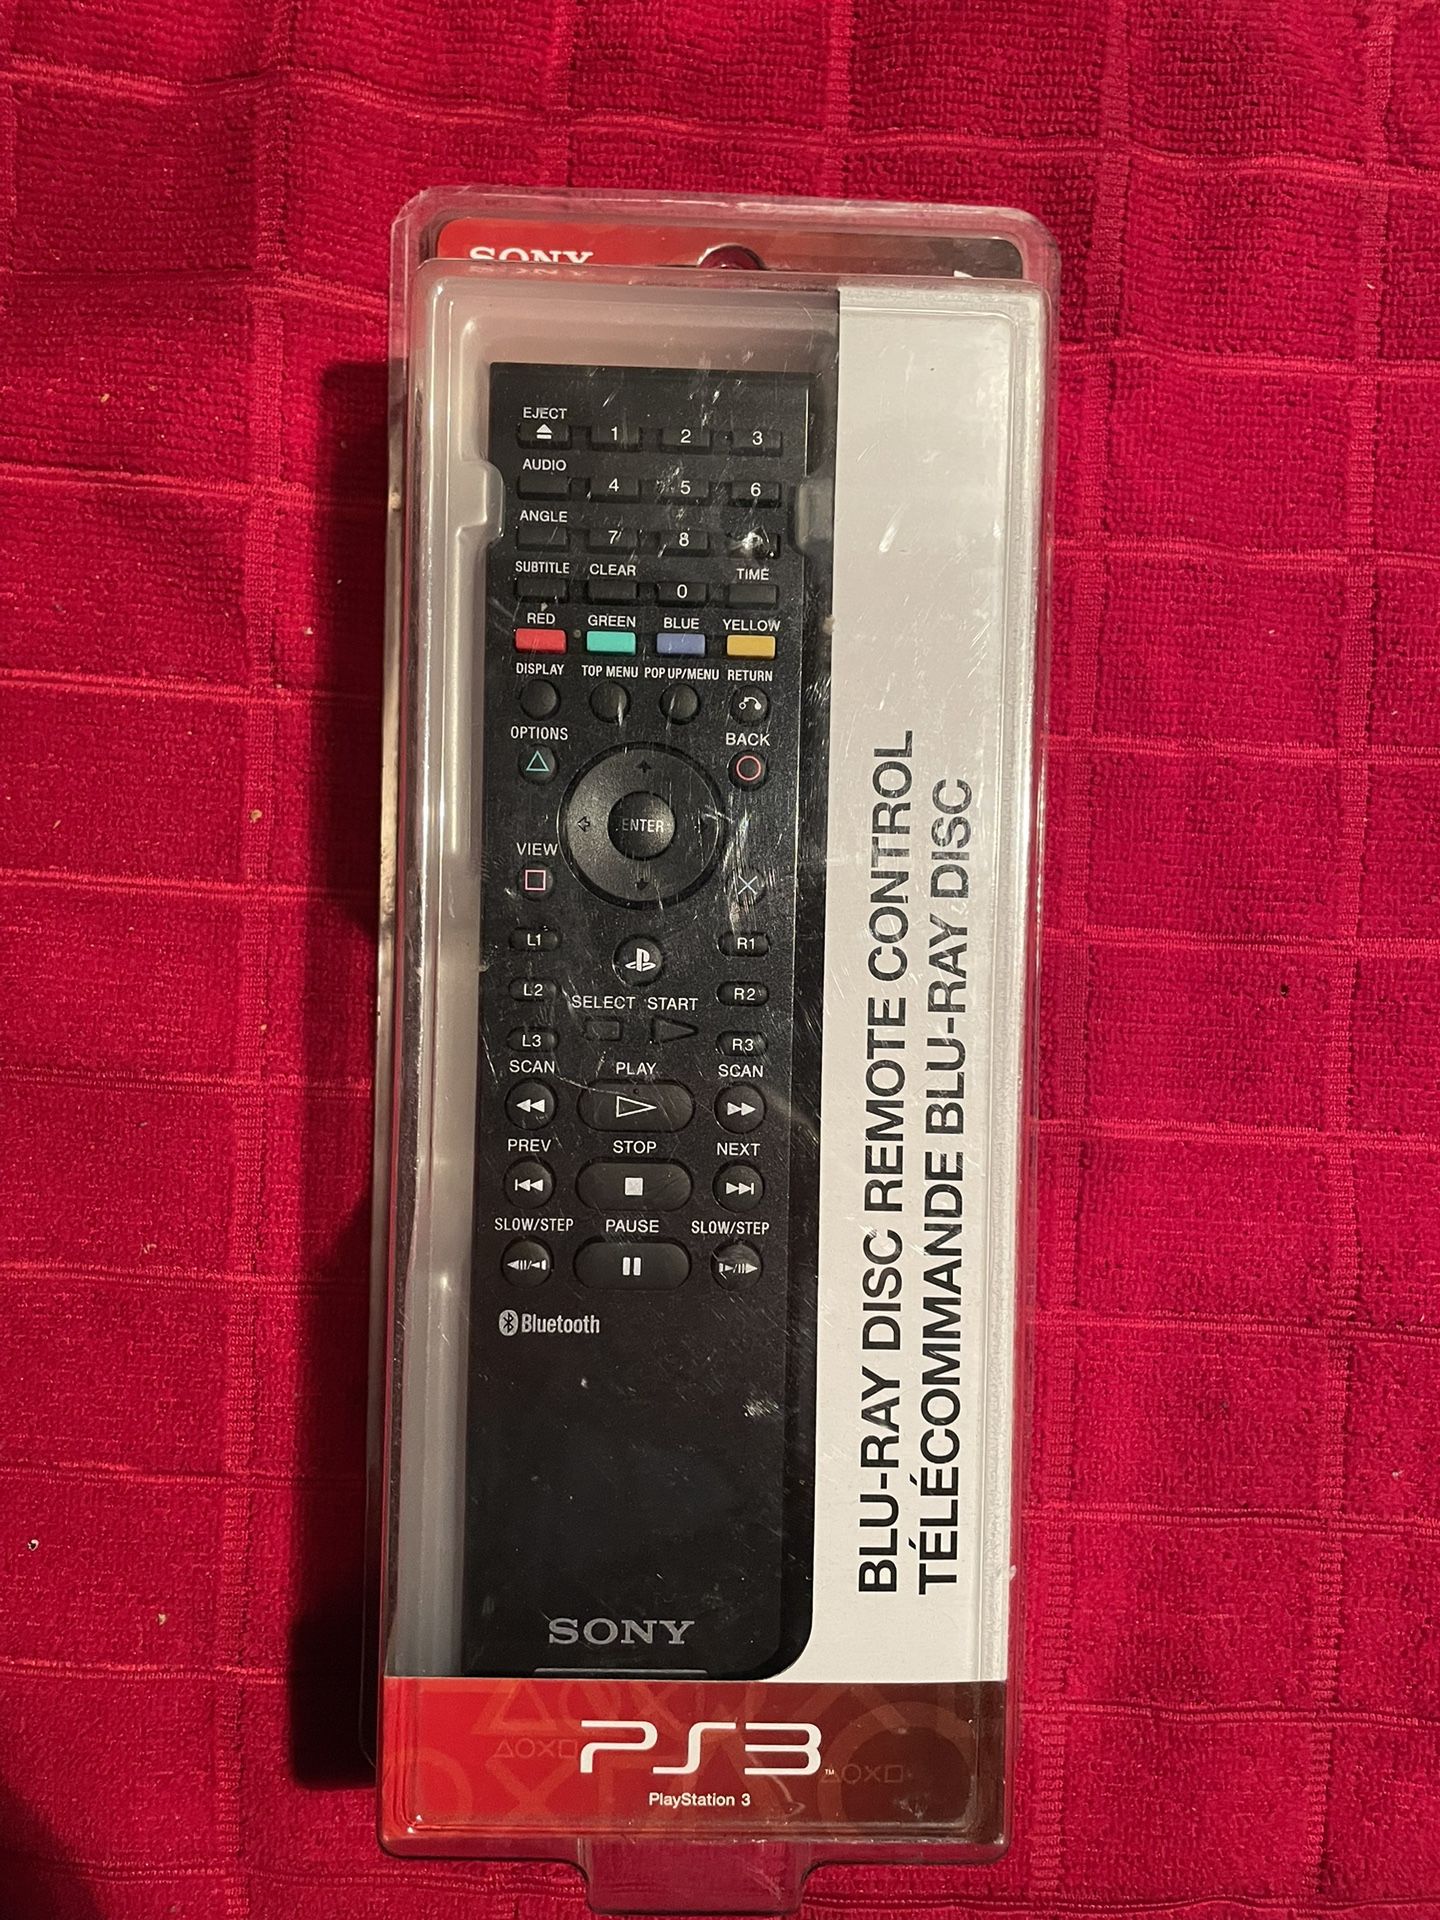 SONY
EJECT
1 2 3
AUDIO
4 5 6
ANGLE
7 8
SUBTITLE CLEAR TIME
0
RED GREEN BLUE YELLOW
DISPLAY TOP MENU POP UP/MENU RETURN
OPTIONS BACK
ENTER
VIEW
L1 R1
L2 R2
SELECT START
L3 R3
SCAN PLAY SCAN
PREV STOP NEXT
SLOW/STEP PAUSE SLOW/STEP
Bluetooth
SONY
BLU-RAY DISC REMOTE CONTROL
TÉLÉCOMMANDE BLU-RAY DISC
PS3™
PlayStation 3